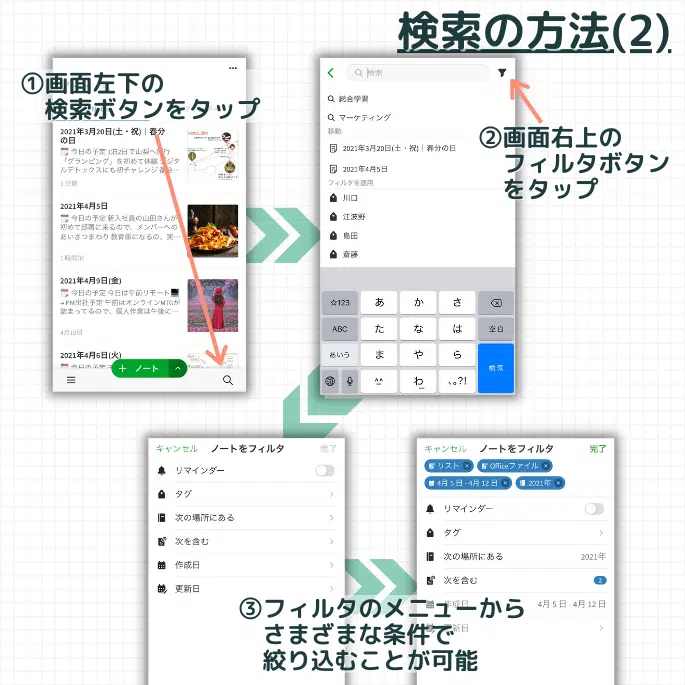 検索の方法(2)
①画面左下の
検索ボタンをタップ
2021年3月20日(土・祝)｜春分
の日
今日の予定 1泊2日で山梨へ旅行
「グランピング」を初めて体験 デジタ
ルデトックスにも初チャレンジ
1分前
2021年4月5日
今日の予定 新入社員の山田さんが
初めて部署に来るので、メンバーへの
あいさつまわり 教育係になるの、実…
1時間前
2021年4月9日(金)
今日の予定 今日は午前リモート
→PM出社予定 午前はオンラインMTGが
詰まってるので、個人作業は午後に…
4月10日
2021年4月6日(火)
＋ ノート
検索
総合学習
マーケティング
移動
2021年3月20日(土・祝)｜春分の日
2021年4月5日
フィルタを適用
川口
江波野
島田
斎藤
☆123 あ か さ
ABC た な は 空白
あいう ま や ら 検索
^^ わ 、。?!
②画面右上の
フィルタボタン
をタップ
キャンセル ノートをフィルタ 完了
リマインダー
タグ
次の場所にある
次を含む
作成日
更新日
キャンセル ノートをフィルタ 完了
リスト × Officeファイル ×
4月5日-4月12日 × 2021年 ×
リマインダー
タグ
次の場所にある 2021年
次を含む 2
作成日 4月5日-4月12日
更新日
③フィルタのメニューから
さまざまな条件で
絞り込むことが可能